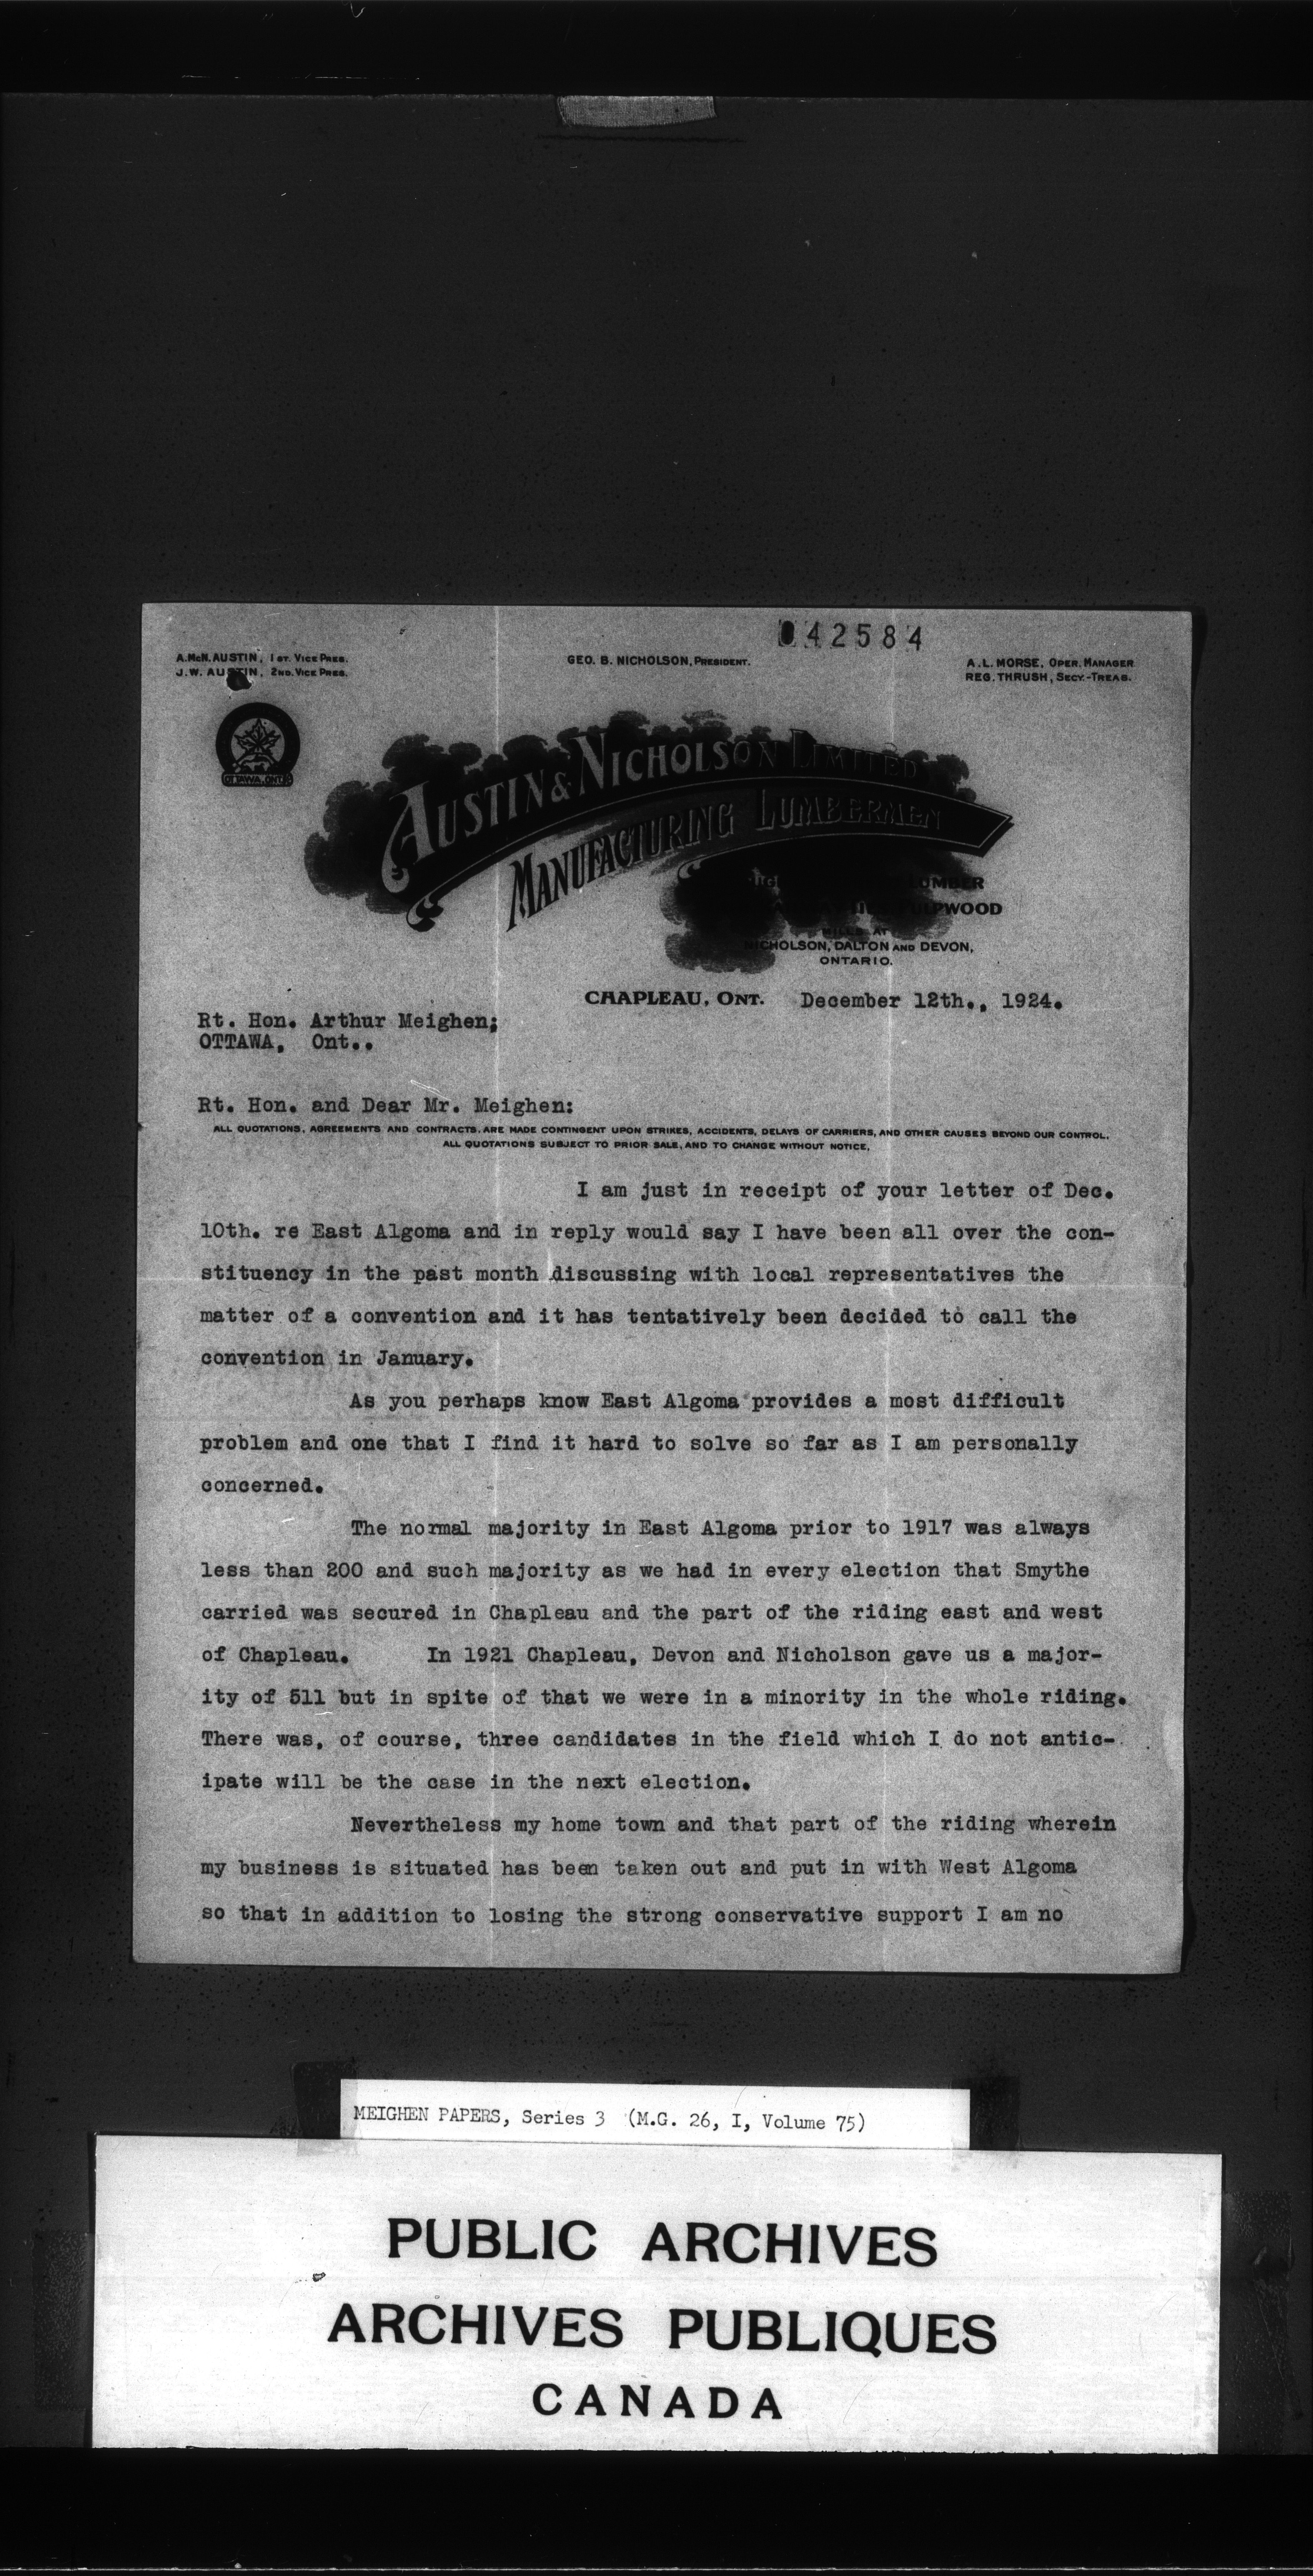 042584
A. McN. AUSTIN, 1ST. VICE PRES.
J. W. AUSTIN, 2ND. VICE PRES.
GEO. B. NICHOLSON, PRESIDENT.
A. L. MORSE, OPER. MANAGER
REG. THRUSH, SECY.-TREAS.
OTTAWA, ONT.
AUSTIN & NICHOLSON LIMITED
MANUFACTURING LUMBERMEN
LUMBER
PULPWOOD
MILLS AT
NICHOLSON, DALTON AND DEVON,
ONTARIO.
CHAPLEAU, ONT. December 12th., 1924.
Rt. Hon. Arthur Meighen;
OTTAWA, Ont..
Rt. Hon. and Dear Mr. Meighen:
ALL QUOTATIONS, AGREEMENTS AND CONTRACTS, ARE MADE CONTINGENT UPON STRIKES, ACCIDENTS, DELAYS OF CARRIERS, AND OTHER CAUSES BEYOND OUR CONTROL.
ALL QUOTATIONS SUBJECT TO PRIOR SALE, AND TO CHANGE WITHOUT NOTICE.
I am just in receipt of your letter of Dec.
10th. re East Algoma and in reply would say I have been all over the con-
stituency in the past month discussing with local representatives the
matter of a convention and it has tentatively been decided to call the
convention in January.
As you perhaps know East Algoma provides a most difficult
problem and one that I find it hard to solve so far as I am personally
concerned.
The normal majority in East Algoma prior to 1917 was always
less than 200 and such majority as we had in every election that Smythe
carried was secured in Chapleau and the part of the riding east and west
of Chapleau. In 1921 Chapleau, Devon and Nicholson gave us a major-
ity of 511 but in spite of that we were in a minority in the whole riding.
There was, of course, three candidates in the field which I do not antic-
ipate will be the case in the next election.
Nevertheless my home town and that part of the riding wherein
my business is situated has been taken out and put in with West Algoma
so that in addition to losing the strong conservative support I am no
MEIGHEN PAPERS, Series 3 (M.G. 26, I, Volume 75)
PUBLIC ARCHIVES
ARCHIVES PUBLIQUES
CANADA